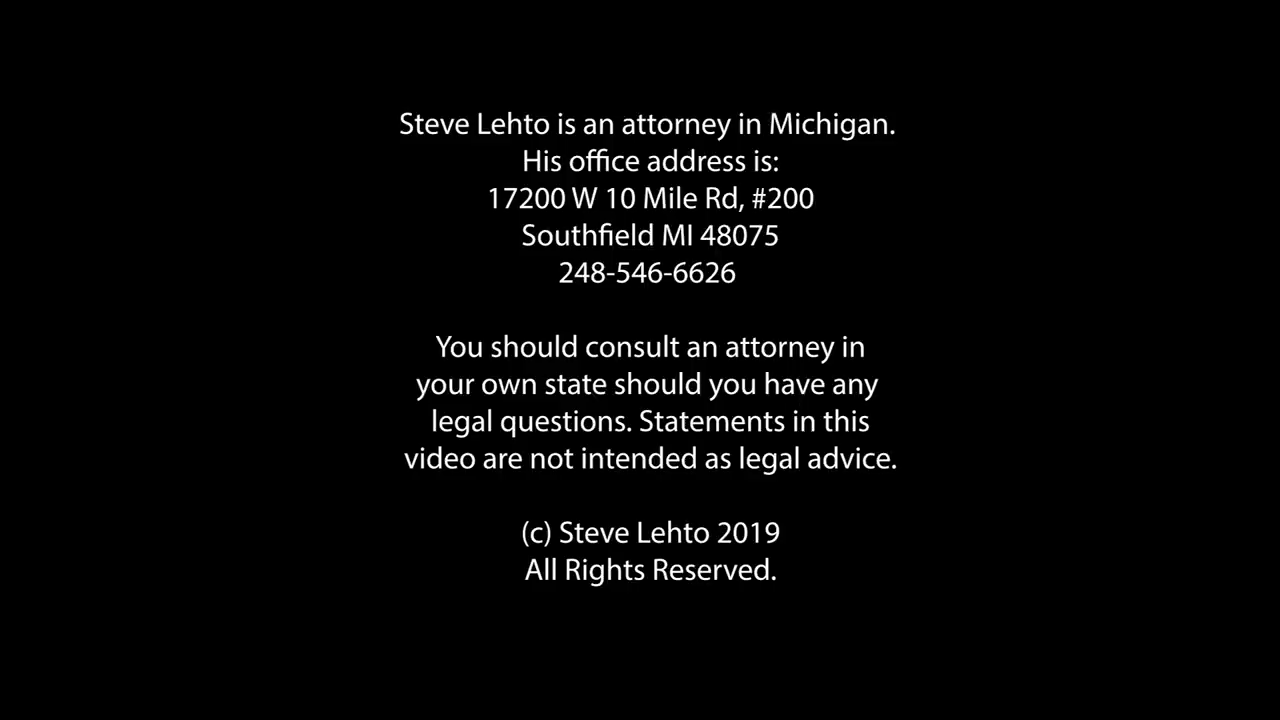 Steve Lehto is an attorney in Michigan.
His office address is:
17200 W 10 Mile Rd, #200
Southfield MI 48075
248-546-6626
You should consult an attorney in
your own state should you have any
legal questions. Statements in this
video are not intended as legal advice.
(c) Steve Lehto 2019
All Rights Reserved.